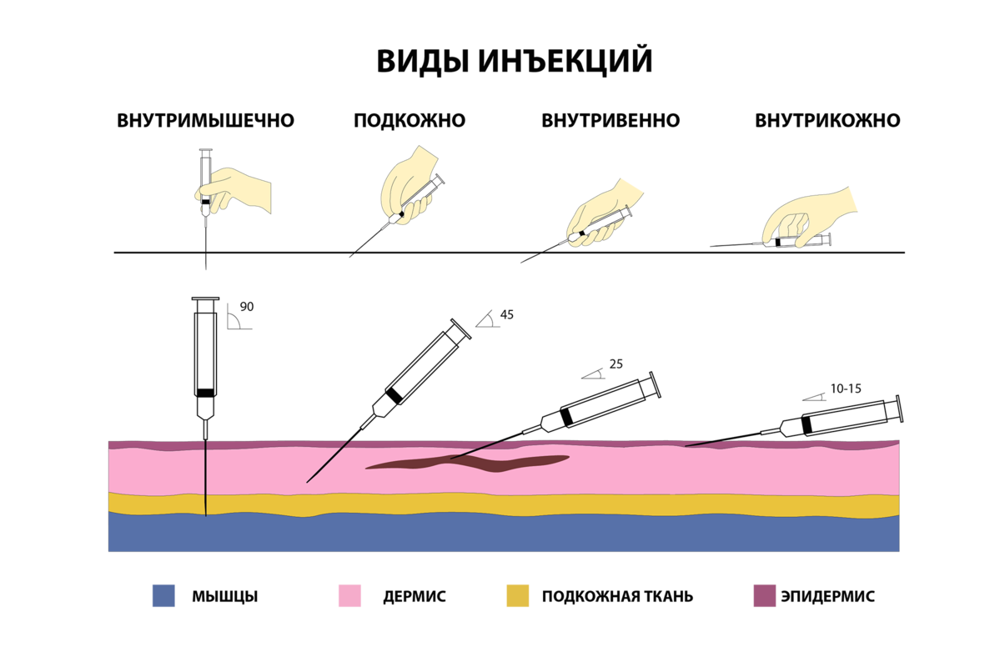 ВИДЫ ИНЪЕКЦИЙ
ВНУТРИМЫШЕЧНО
ПОДКОЖНО
ВНУТРИВЕННО
ВНУТРИКОЖНО
90
45
25
10-15
МЫШЦЫ
ДЕРМИС
ПОДКОЖНАЯ ТКАНЬ
ЭПИДЕРМИС